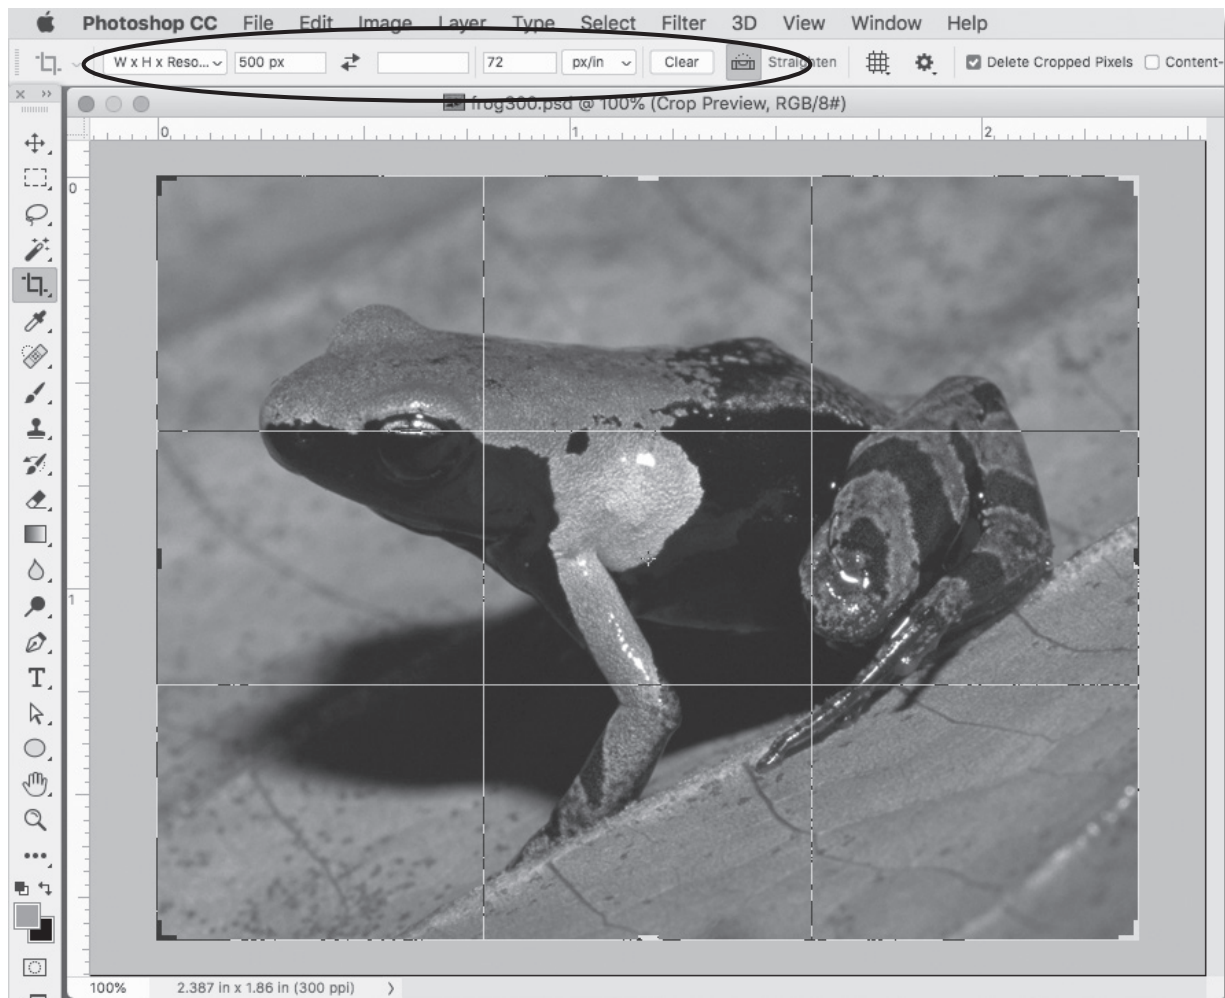 Photoshop CC File Edit Image Layer Type Select Filter 3D View Window Help
W x H x Reso... 500 px 72 px/in Clear Straighten Delete Cropped Pixels Content-
frog300.psd @ 100% (Crop Preview, RGB/8#)
0 1 2
0
1
T
100% 2.387 in x 1.86 in (300 ppi)